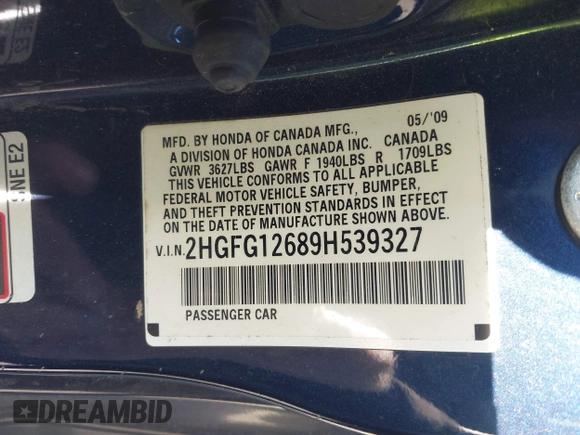 05/'09
MFD. BY HONDA OF CANADA MFG.,
A DIVISION OF HONDA CANADA INC. CANADA
GVWR 3627LBS GAWR F 1940LBS R 1709LBS
THIS VEHICLE CONFORMS TO ALL APPLICABLE
FEDERAL MOTOR VEHICLE SAFETY, BUMPER,
AND THEFT PREVENTION STANDARDS IN EFFECT
ON THE DATE OF MANUFACTURE SHOWN ABOVE.
V.I.N. 2HGFG12689H539327
PASSENGER CAR
SNE E2
DREAMBID